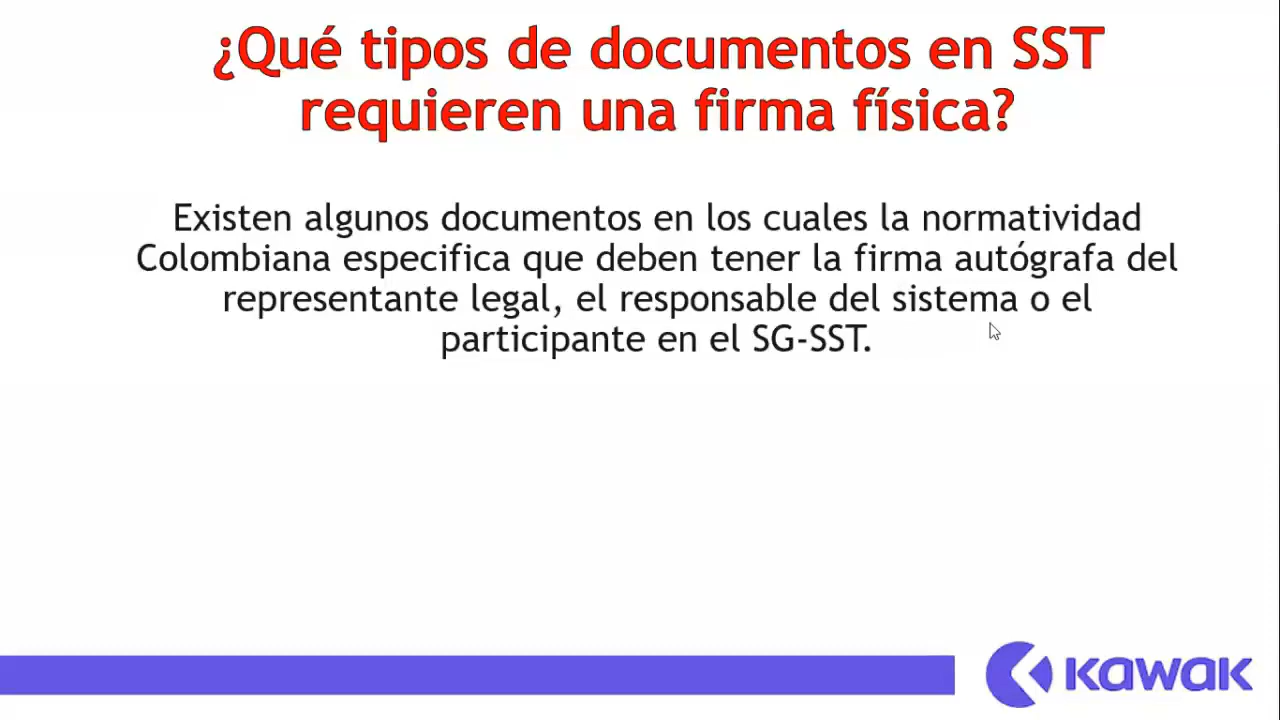 ¿Qué tipos de documentos en SST
requieren una firma física?
Existen algunos documentos en los cuales la normatividad
Colombiana especifica que deben tener la firma autógrafa del
representante legal, el responsable del sistema o el
participante en el SG-SST.
KAWAK